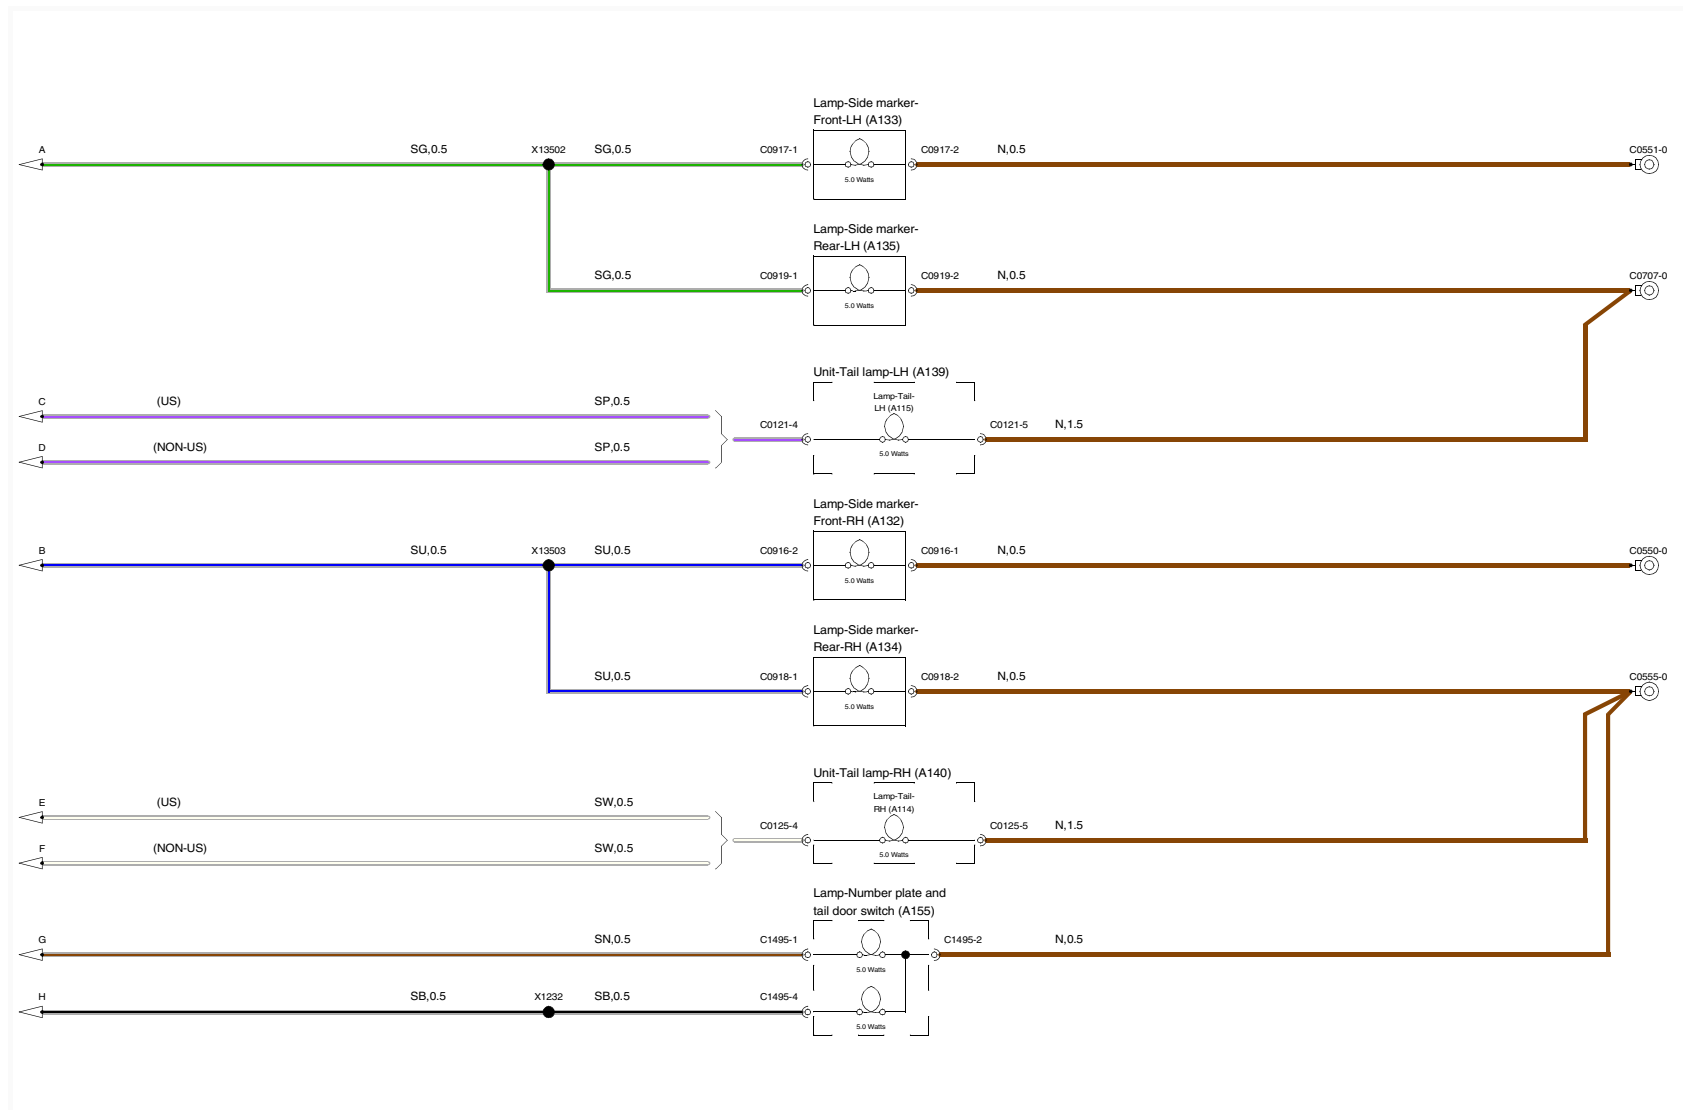 Lamp-Side marker-
Front-LH (A133)
A
SG,0.5
X13502
SG,0.5
C0917-1
C0917-2
N,0.5
C0551-0
5.0 Watts
Lamp-Side marker-
Rear-LH (A135)
SG,0.5
C0919-1
C0919-2
N,0.5
C0707-0
5.0 Watts
Unit-Tail lamp-LH (A139)
C
(US)
SP,0.5
Lamp-Tail-
LH (A115)
C0121-4
C0121-5
N,1.5
D
(NON-US)
SP,0.5
5.0 Watts
Lamp-Side marker-
Front-RH (A132)
B
SU,0.5
X13503
SU,0.5
C0916-2
C0916-1
N,0.5
C0550-0
5.0 Watts
Lamp-Side marker-
Rear-RH (A134)
SU,0.5
C0918-1
C0918-2
N,0.5
C0555-0
5.0 Watts
Unit-Tail lamp-RH (A140)
E
(US)
SW,0.5
Lamp-Tail-
RH (A114)
C0125-4
C0125-5
N,1.5
F
(NON-US)
SW,0.5
5.0 Watts
Lamp-Number plate and
tail door switch (A155)
G
SN,0.5
C1495-1
C1495-2
N,0.5
5.0 Watts
H
SB,0.5
X1232
SB,0.5
C1495-4
5.0 Watts